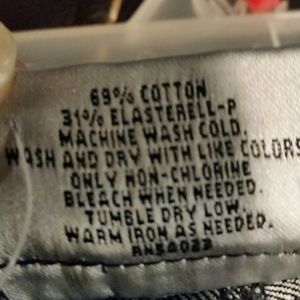 69% COTTON
31% ELASTERELL-P
MACHINE WASH COLD.
WASH AND DRY WITH LIKE COLORS
ONLY NON-CHLORINE
BLEACH WHEN NEEDED.
TUMBLE DRY LOW.
WARM IRON AS NEEDED.
RN54023